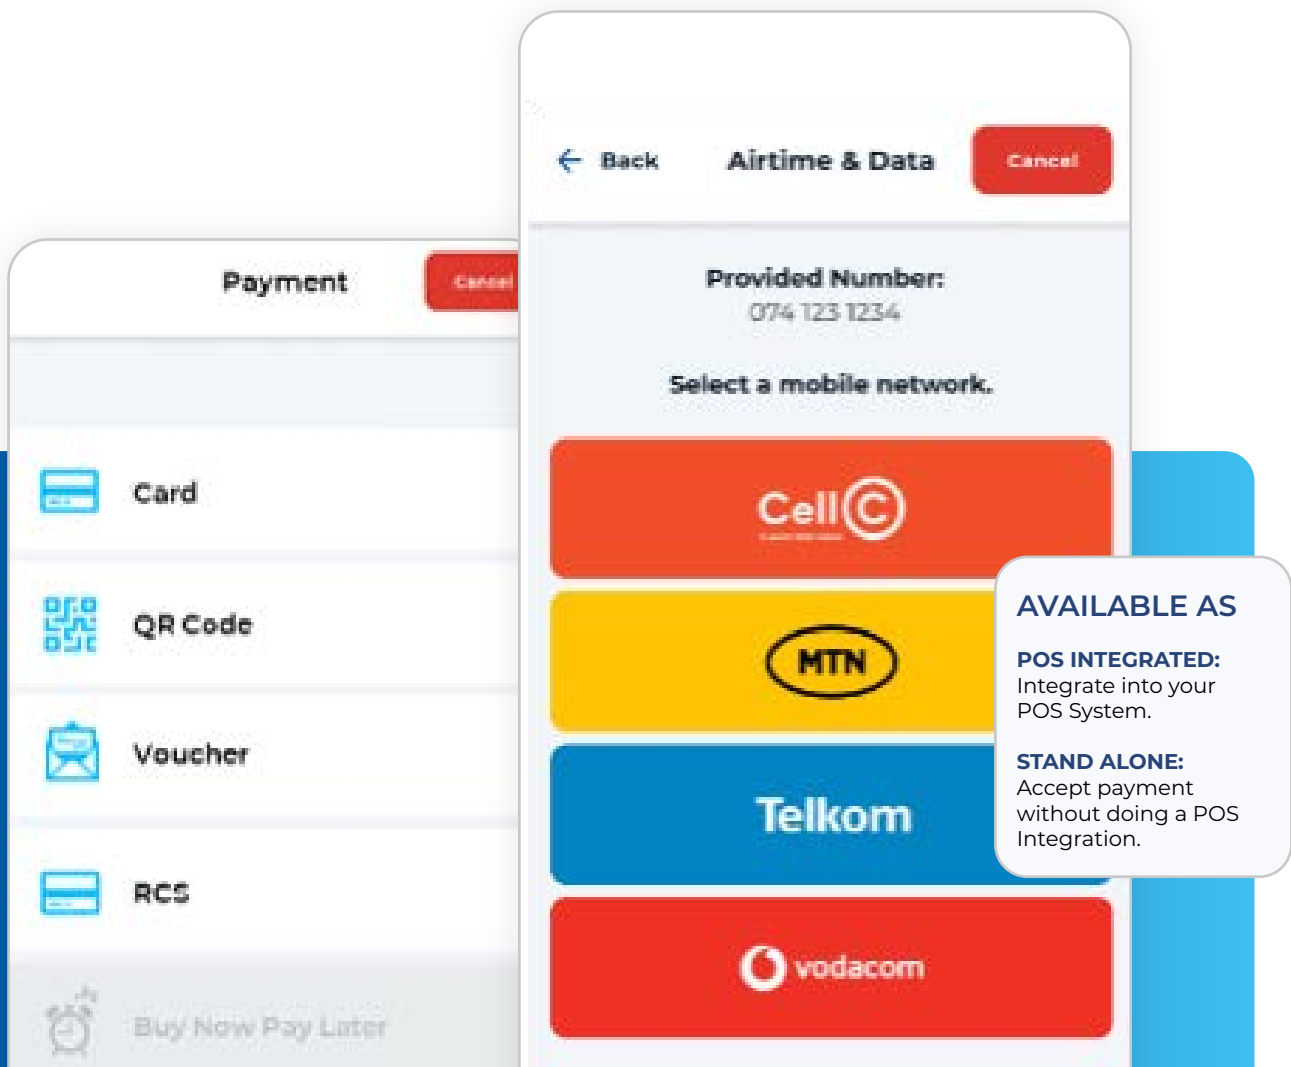 Payment
Cancel
Card
QR Code
Voucher
RCS
Buy Now Pay Later
Back
Airtime & Data
Cancel
Provided Number:
074 123 1234
Select a mobile network.
Cell C
MTN
Telkom
vodacom
AVAILABLE AS
POS INTEGRATED:
Integrate into your
POS System.
STAND ALONE:
Accept payment
without doing a POS
Integration.